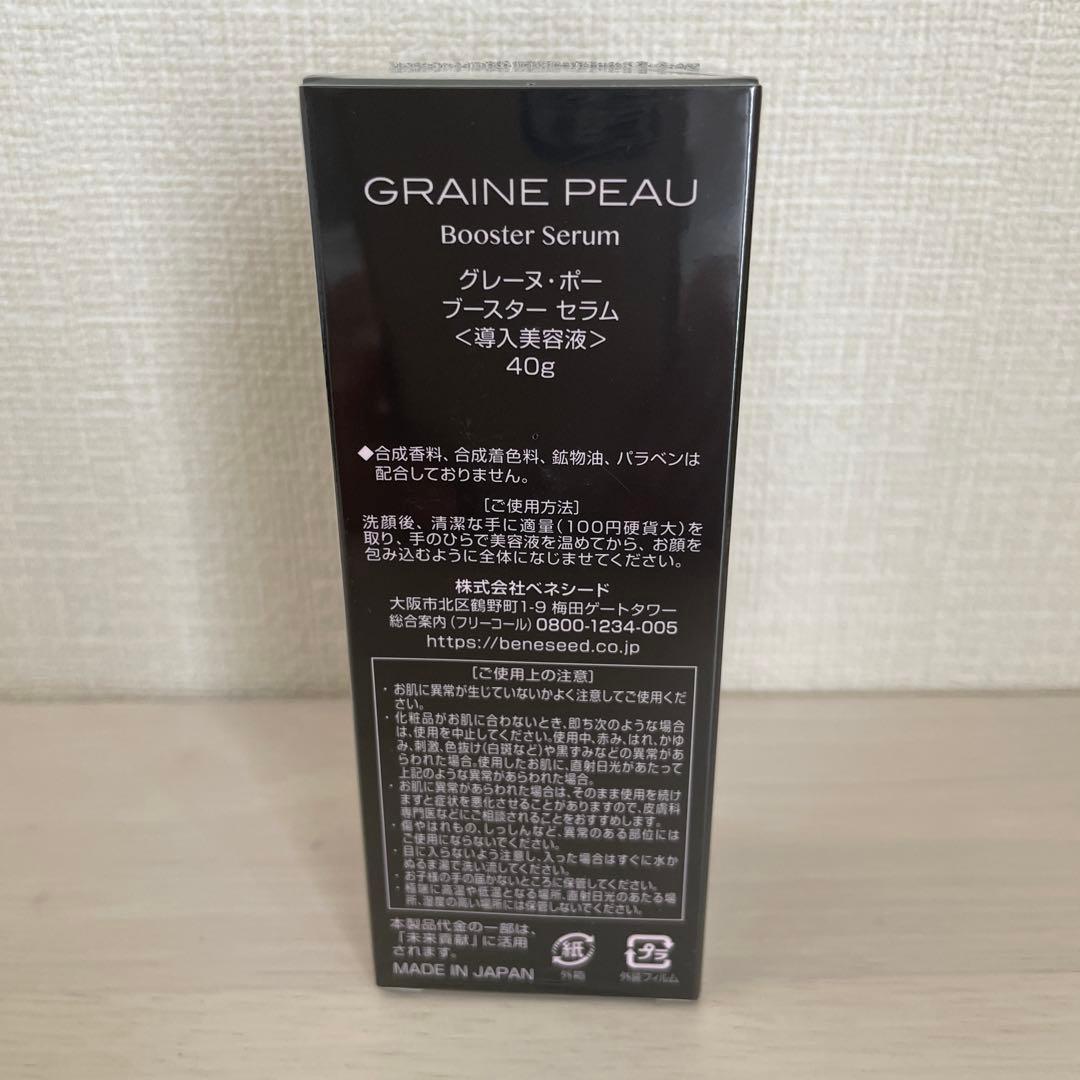 GRAINE PEAU
Booster Serum
グレーヌ・ポー
ブースター セラム
＜導入美容液＞
40g
◆合成香料、合成着色料、鉱物油、パラベンは
配合しておりません。
[ご使用方法]
洗顔後、清潔な手に適量(100円硬貨大)を
取り、手のひらで美容液を温めてから、お顔を
包み込むように全体になじませてください。
株式会社ベネシード
大阪市北区鶴野町1-9 梅田ゲートタワー
総合案内(フリーコール) 0800-1234-005
https://beneseed.co.jp
[ご使用上の注意]
・お肌に異常が生じていないかよく注意してご使用くだ
さい。
・化粧品がお肌に合わないとき、即ち次のような場合
は、使用を中止してください。使用中、赤み、はれ、かゆ
み、刺激、色抜け(白斑など)や黒ずみなどの異常があ
らわれた場合。使用したお肌に、直射日光があたって
上記のような異常があらわれた場合。
・お肌に異常があらわれた場合は、そのまま使用を続け
ますと症状を悪化させることがありますので、皮膚科
専門医などにご相談されることをおすすめします。
・傷やはれもの、しっしんなど、異常のある部位には
ご使用にならないでください。
・目に入らないよう注意し、入った場合はすぐに水か
ぬるま湯で洗い流してください。
・お子様の手の届かないところに保管してください。
・極端に高温や低温となる場所、直射日光のあたる場
所、湿度の高い場所には保管しないでください。
本製品代金の一部は、
「未来貢献」に活用
されます。
MADE IN JAPAN
紙
外箱
プラ
外装フィルム